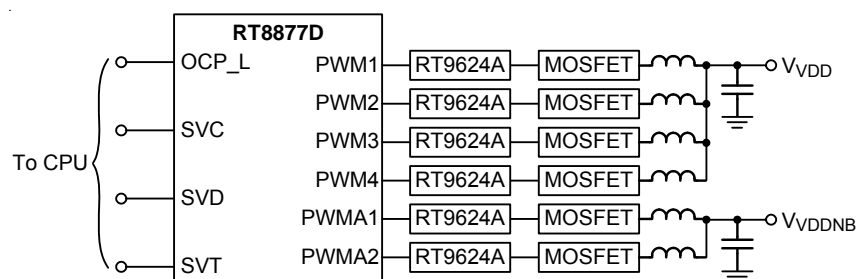 RT8877D
OCP_L PWM1 RT9624A MOSFET V_VDD
PWM2 RT9624A MOSFET
SVC
PWM3 RT9624A MOSFET
To CPU
PWM4 RT9624A MOSFET
SVD
PWMA1 RT9624A MOSFET V_VDDNB
PWMA2 RT9624A MOSFET
SVT